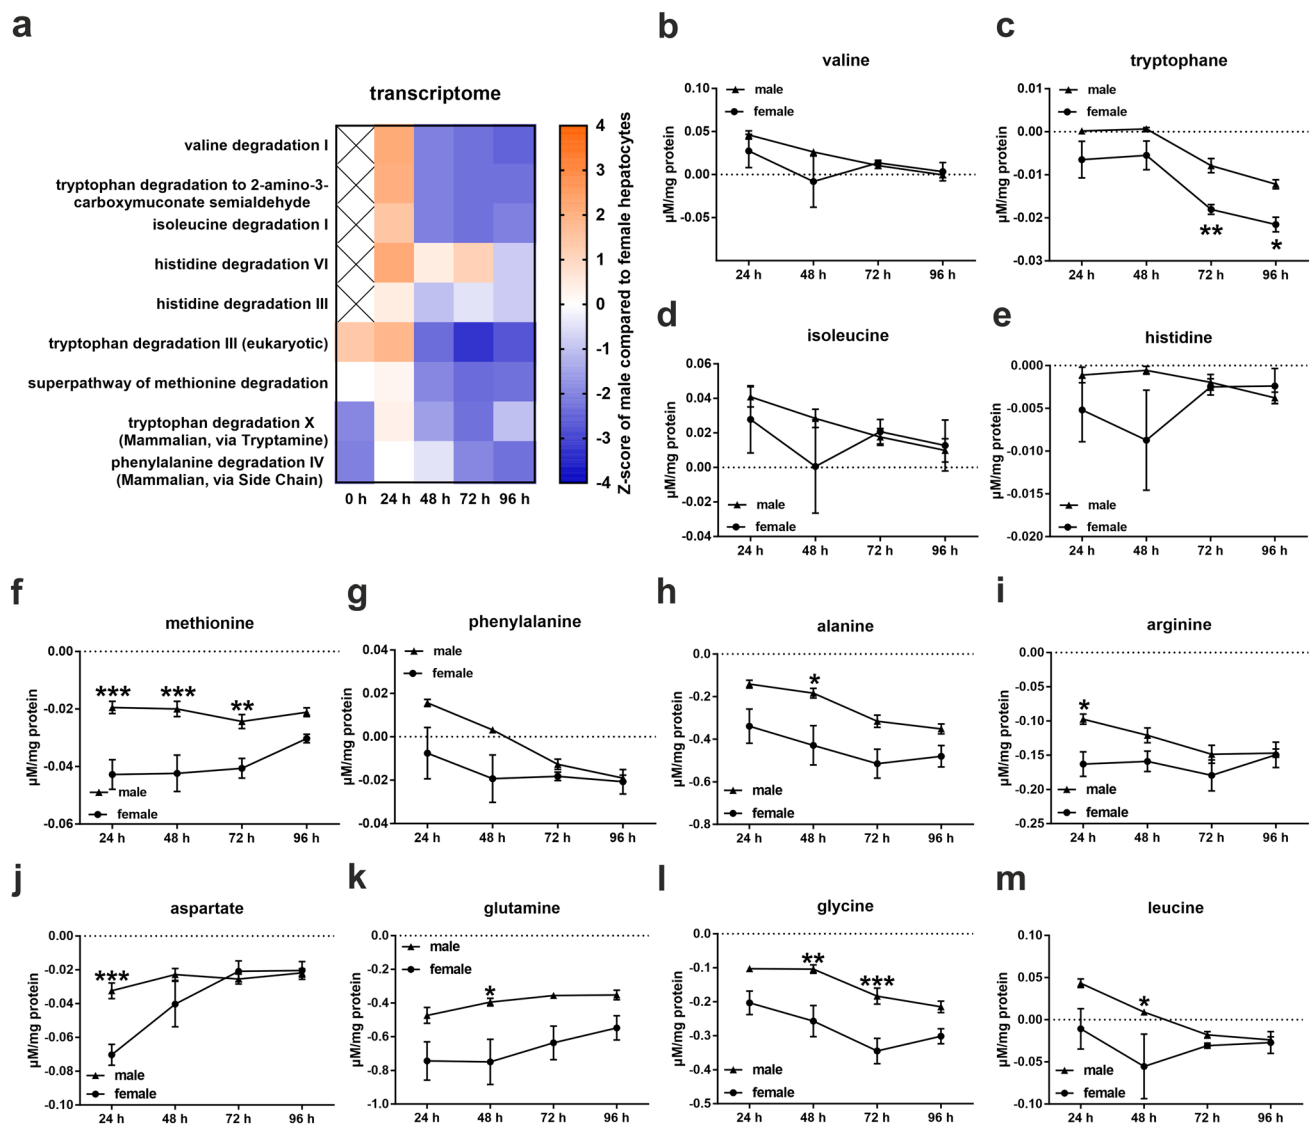 a
transcriptome
valine degradation I
tryptophan degradation to 2-amino-3-
carboxymuconate semialdehyde
isoleucine degradation I
histidine degradation VI
histidine degradation III
tryptophan degradation III (eukaryotic)
superpathway of methionine degradation
tryptophan degradation X
(Mammalian, via Tryptamine)
phenylalanine degradation IV
(Mammalian, via Side Chain)
0 h 24 h 48 h 72 h 96 h
4
3
2
1
0
-1
-2
-3
-4
Z-score of male compared to female hepatocytes
b
valine
µM/mg protein
0.10
0.05
0.00
-0.05
male
female
24 h 48 h 72 h 96 h
c
tryptophane
µM/mg protein
0.01
0.00
-0.01
-0.02
-0.03
male
female
**
*
24 h 48 h 72 h 96 h
d
isoleucine
µM/mg protein
0.06
0.04
0.02
0.00
-0.02
-0.04
male
female
24 h 48 h 72 h 96 h
e
histidine
µM/mg protein
0.000
-0.005
-0.010
-0.015
-0.020
male
female
24 h 48 h 72 h 96 h
f
methionine
µM/mg protein
0.00
-0.02
-0.04
-0.06
*** *** **
male
female
24 h 48 h 72 h 96 h
g
phenylalanine
µM/mg protein
0.04
0.02
0.00
-0.02
-0.04
male
female
24 h 48 h 72 h 96 h
h
alanine
µM/mg protein
0.0
-0.2
-0.4
-0.6
-0.8
*
male
female
24 h 48 h 72 h 96 h
i
arginine
µM/mg protein
0.00
-0.05
-0.10
-0.15
-0.20
-0.25
*
male
female
24 h 48 h 72 h 96 h
j
aspartate
µM/mg protein
0.00
-0.02
-0.04
-0.06
-0.08
-0.10
***
male
female
24 h 48 h 72 h 96 h
k
glutamine
µM/mg protein
0.0
-0.2
-0.4
-0.6
-0.8
-1.0
male
female
*
24 h 48 h 72 h 96 h
l
glycine
µM/mg protein
0.0
-0.1
-0.2
-0.3
-0.4
-0.5
**
***
male
female
24 h 48 h 72 h 96 h
m
leucine
µM/mg protein
0.10
0.05
0.00
-0.05
-0.10
*
male
female
24 h 48 h 72 h 96 h